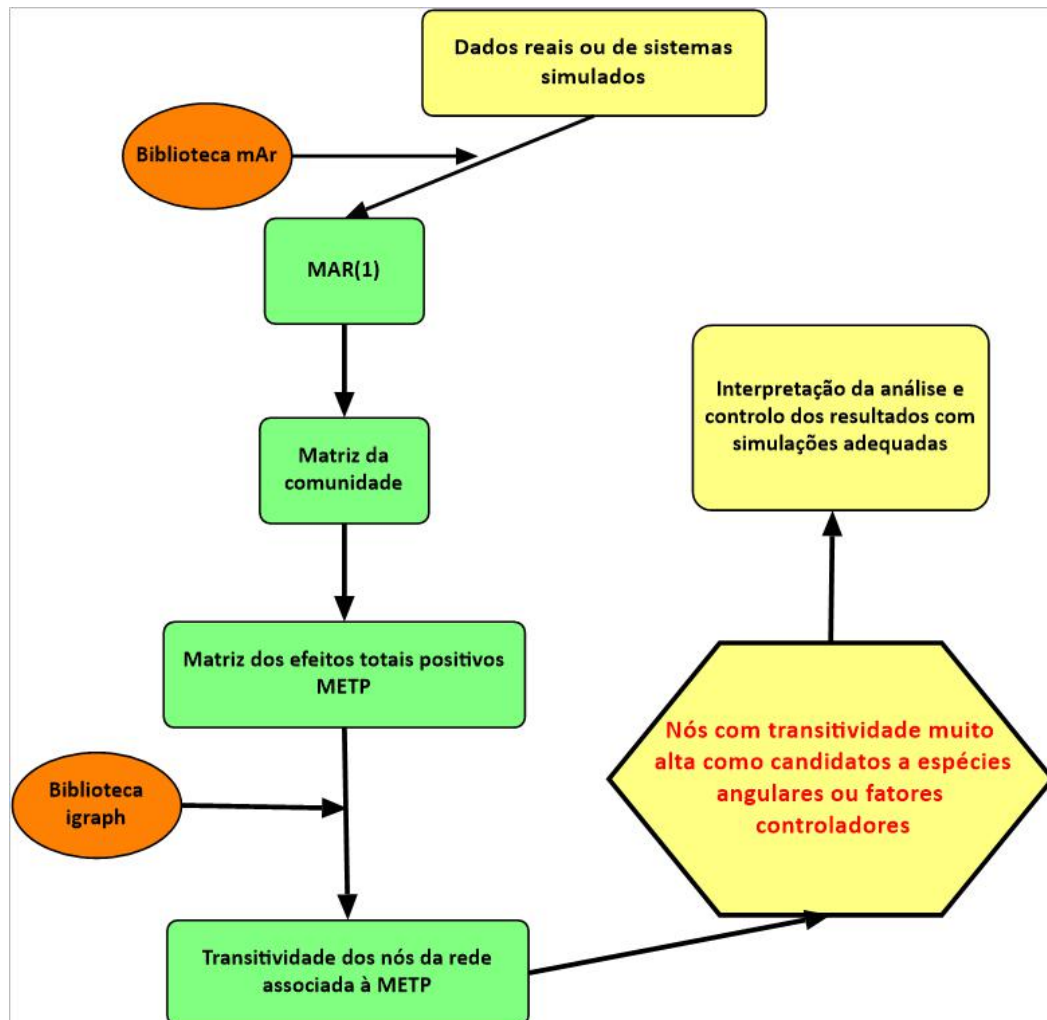 Dados reais ou de sistemas
simulados
Biblioteca mAr
MAR(1)
Matriz da
comunidade
Matriz dos efeitos totais positivos
METP
Biblioteca
igraph
Transitividade dos nós da rede
associada à METP
Nós com transitividade muito
alta como candidatos a espécies
angulares ou fatores
controladores
Interpretação da análise e
controlo dos resultados com
simulações adequadas